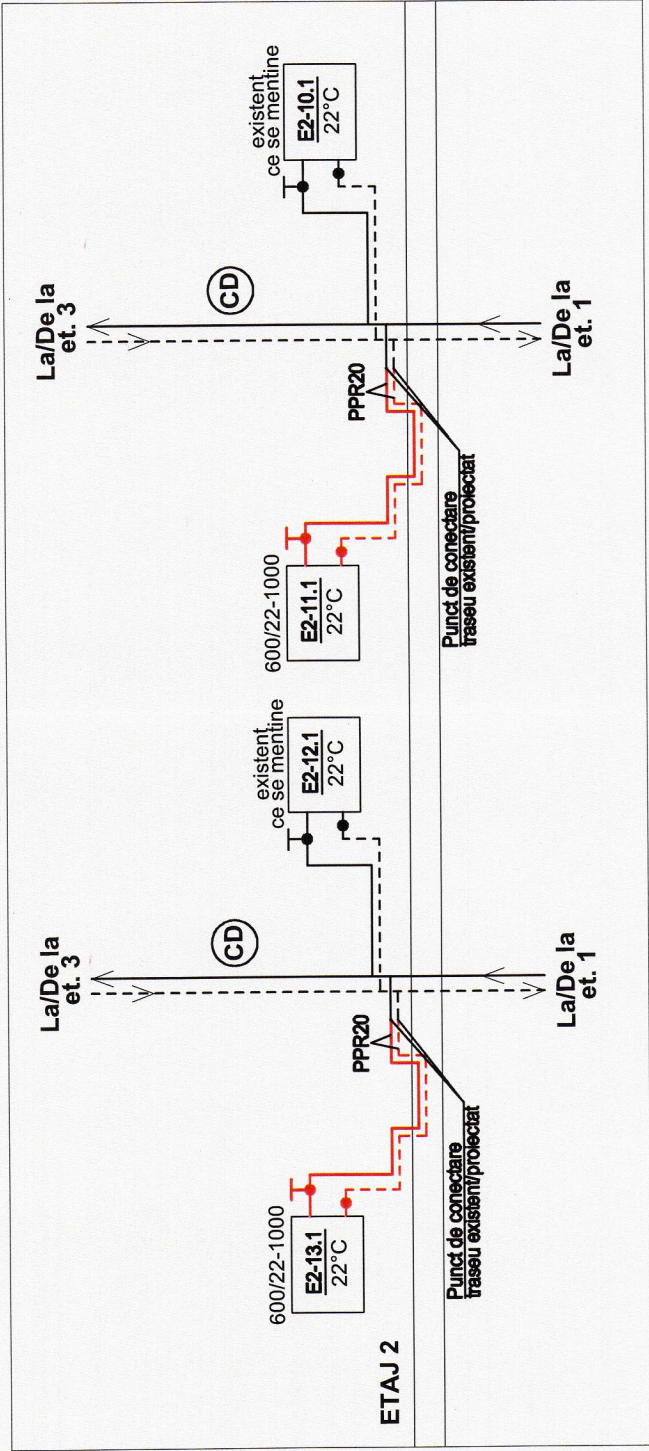 La/De la
et. 3
CD
existent
ce se mentine
600/22-1000
E2-13.1
22°C
E2-12.1
22°C
PPR20
ETAJ 2
Punct de conectare
traseu existent/proiectat
La/De la
et. 1
La/De la
et. 3
CD
existent
ce se mentine
600/22-1000
E2-11.1
22°C
E2-10.1
22°C
PPR20
Punct de conectare
traseu existent/proiectat
La/De la
et. 1